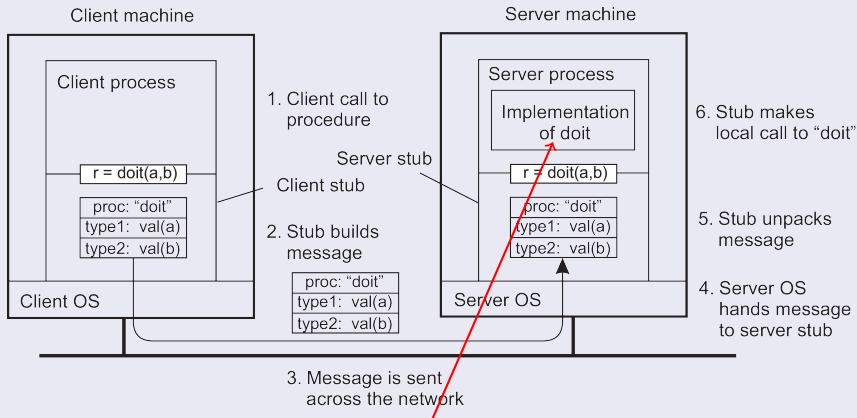 Client machine
Server machine
Client process
Server process
1. Client call to
procedure
Implementation
of doit
6. Stub makes
local call to “doit”
Server stub
r = doit(a,b)
r = doit(a,b)
Client stub
proc: “doit”
type1: val(a)
type2: val(b)
2. Stub builds
message
proc: “doit”
type1: val(a)
type2: val(b)
proc: “doit”
type1: val(a)
type2: val(b)
5. Stub unpacks
message
Client OS
Server OS
4. Server OS
hands message
to server stub
3. Message is sent
across the network